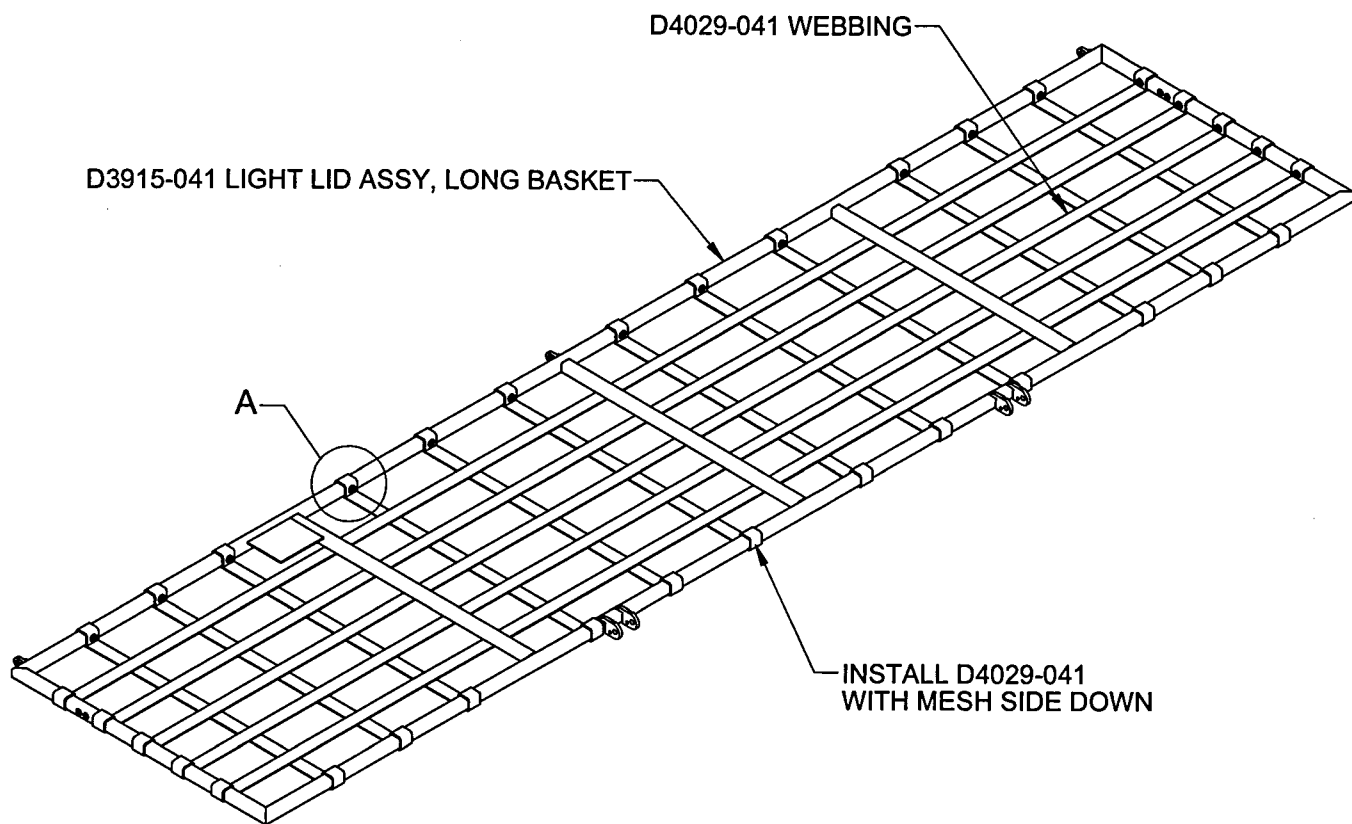 D4029-041 WEBBING
D3915-041 LIGHT LID ASSY, LONG BASKET
A
INSTALL D4029-041
WITH MESH SIDE DOWN